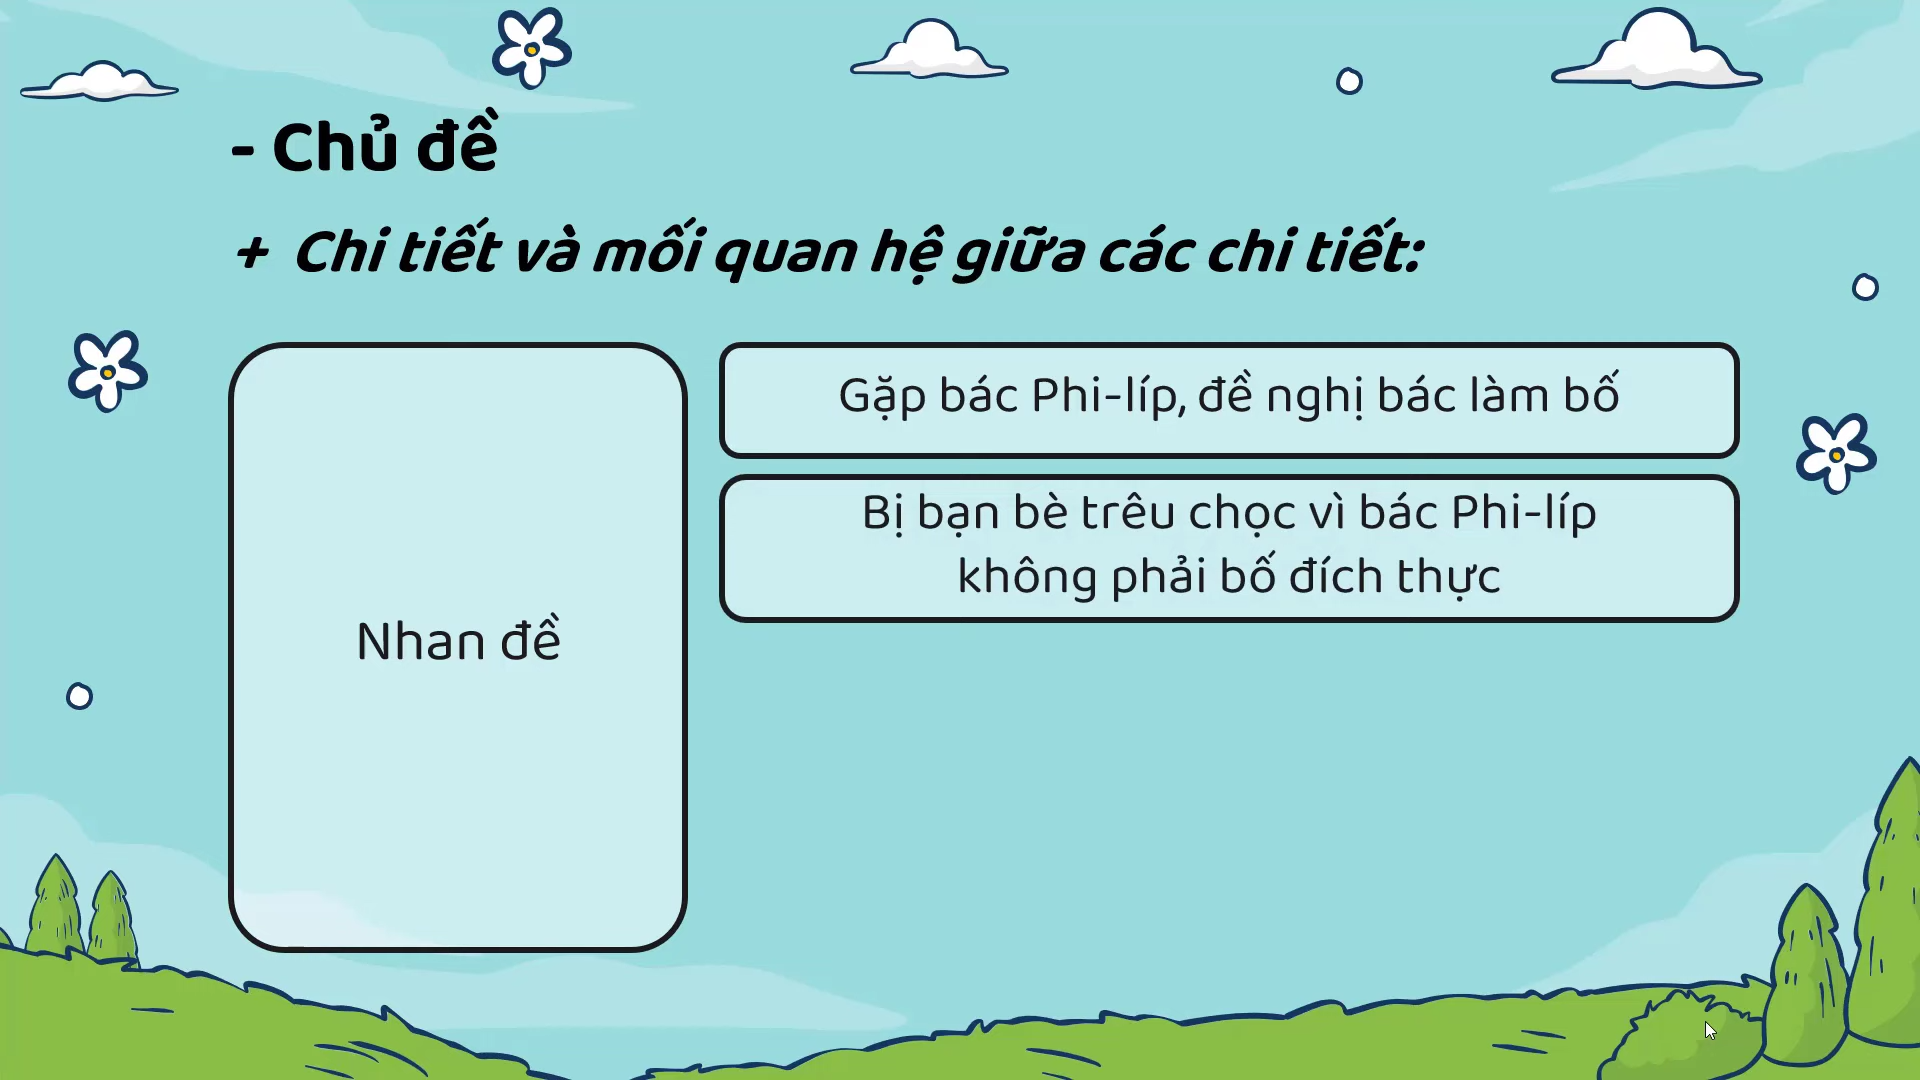 - Chủ đề
+ Chi tiết và mối quan hệ giữa các chi tiết:
Nhan đề
Gặp bác Phi-líp, đề nghị bác làm bố
Bị bạn bè trêu chọc vì bác Phi-líp
không phải bố đích thực